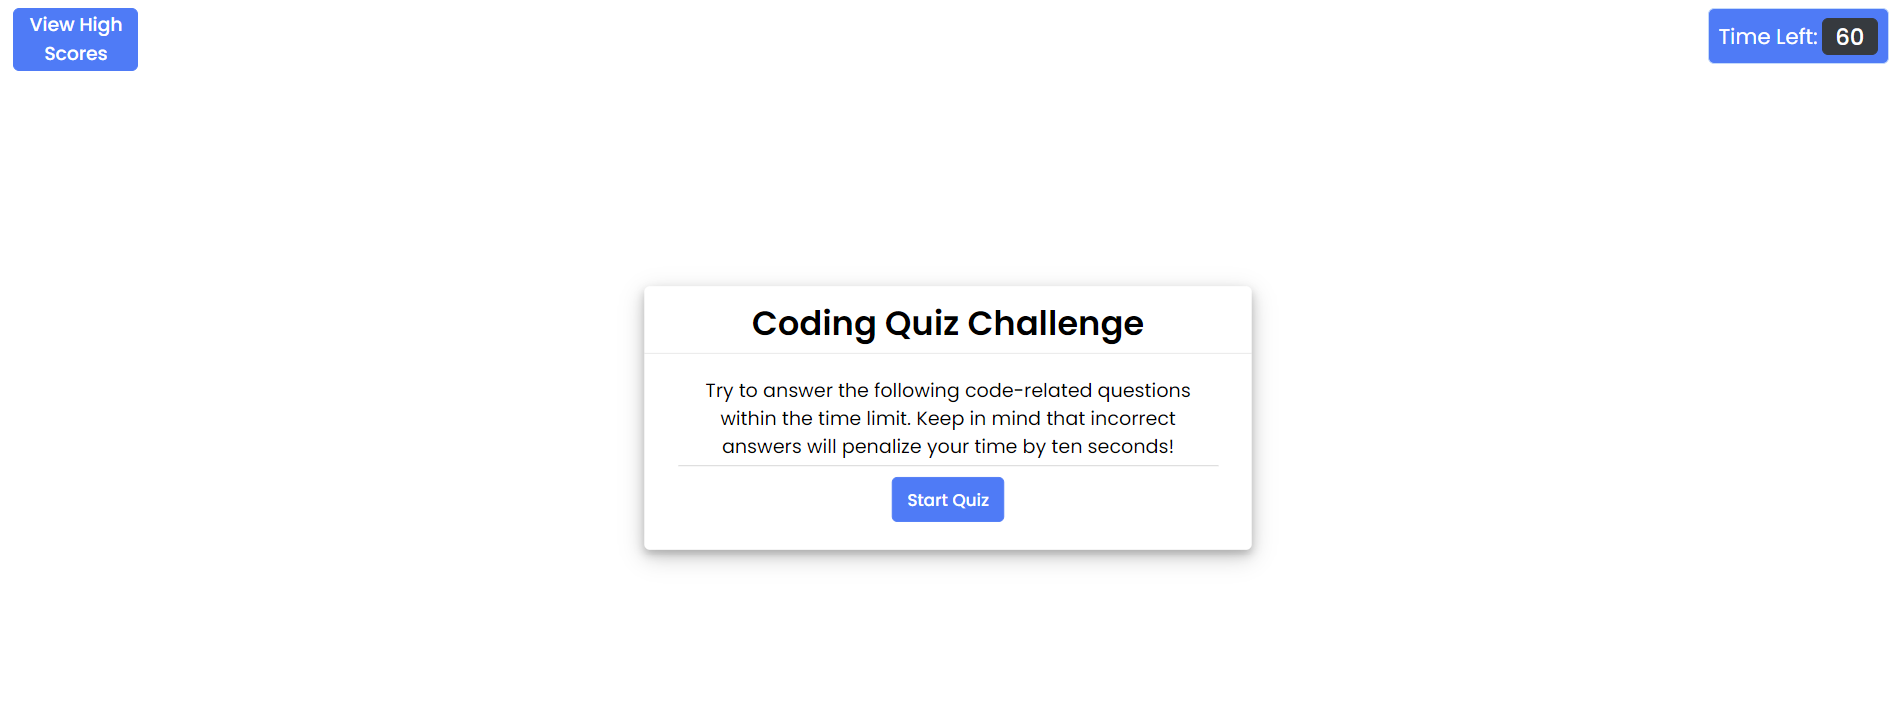 View High
Scores
Time Left: 60
Coding Quiz Challenge
Try to answer the following code-related questions
within the time limit. Keep in mind that incorrect
answers will penalize your time by ten seconds!
Start Quiz